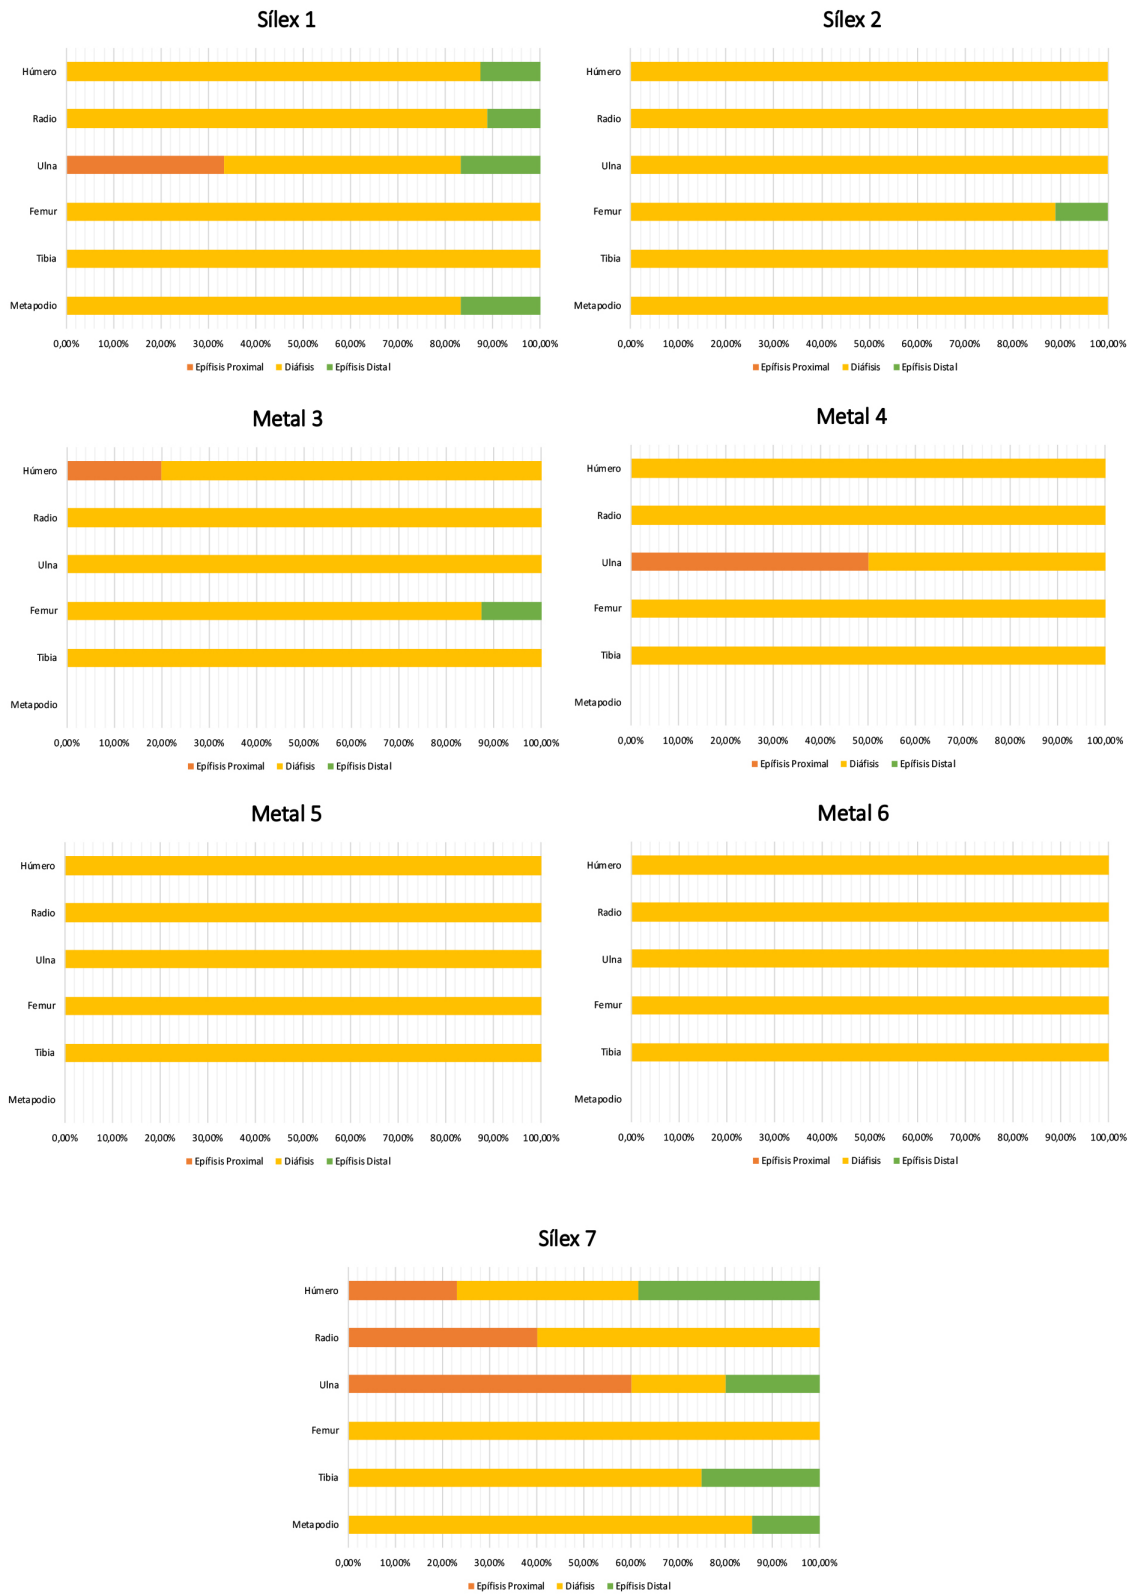 Sílex 1
Húmero
Radio
Ulna
Femur
Tibia
Metapodio
0,00% 10,00% 20,00% 30,00% 40,00% 50,00% 60,00% 70,00% 80,00% 90,00% 100,00%
Epífisis Proximal Diáfisis Epífisis Distal
Sílex 2
Húmero
Radio
Ulna
Femur
Tibia
Metapodio
0,00% 10,00% 20,00% 30,00% 40,00% 50,00% 60,00% 70,00% 80,00% 90,00% 100,00%
Epífisis Proximal Diáfisis Epífisis Distal
Metal 3
Húmero
Radio
Ulna
Femur
Tibia
Metapodio
0,00% 10,00% 20,00% 30,00% 40,00% 50,00% 60,00% 70,00% 80,00% 90,00% 100,00%
Epífisis Proximal Diáfisis Epífisis Distal
Metal 4
Húmero
Radio
Ulna
Femur
Tibia
Metapodio
0,00% 10,00% 20,00% 30,00% 40,00% 50,00% 60,00% 70,00% 80,00% 90,00% 100,00%
Epífisis Proximal Diáfisis Epífisis Distal
Metal 5
Húmero
Radio
Ulna
Femur
Tibia
Metapodio
0,00% 10,00% 20,00% 30,00% 40,00% 50,00% 60,00% 70,00% 80,00% 90,00% 100,00%
Epífisis Proximal Diáfisis Epífisis Distal
Metal 6
Húmero
Radio
Ulna
Femur
Tibia
Metapodio
0,00% 10,00% 20,00% 30,00% 40,00% 50,00% 60,00% 70,00% 80,00% 90,00% 100,00%
Epífisis Proximal Diáfisis Epífisis Distal
Sílex 7
Húmero
Radio
Ulna
Femur
Tibia
Metapodio
0,00% 10,00% 20,00% 30,00% 40,00% 50,00% 60,00% 70,00% 80,00% 90,00% 100,00%
Epífisis Proximal Diáfisis Epífisis Distal